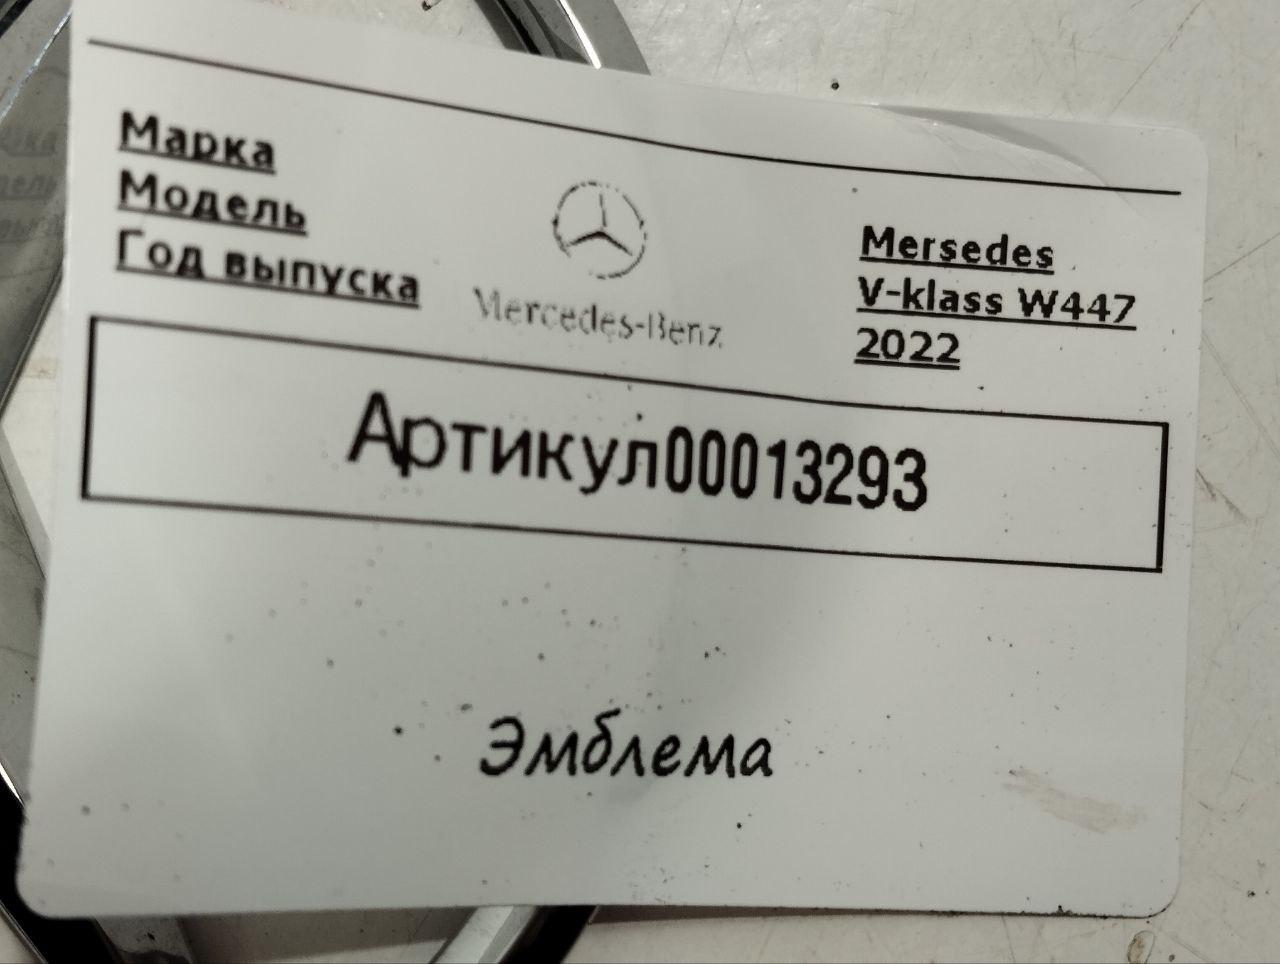 Марка
Модель
Год выпуска
Mercedes-Benz
Mersedes
V-klass W447
2022
Артикул00013293
Эмблема